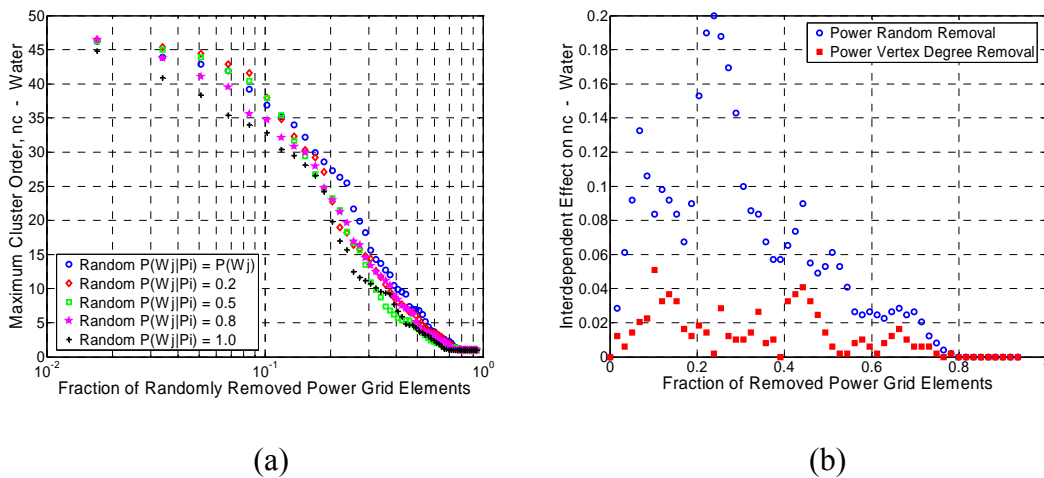 50
45
40
35
30
25
20
15
10
5
0
Maximum Cluster Order, nc - Water
Random P(Wj|Pi) = P(Wj)
Random P(Wj|Pi) = 0.2
Random P(Wj|Pi) = 0.5
Random P(Wj|Pi) = 0.8
Random P(Wj|Pi) = 1.0
10-2
10-1
100
Fraction of Randomly Removed Power Grid Elements
(a)
0.2
0.18
0.16
0.14
0.12
0.1
0.08
0.06
0.04
0.02
0
Interdependent Effect on nc - Water
Power Random Removal
Power Vertex Degree Removal
0 0.2 0.4 0.6 0.8
Fraction of Removed Power Grid Elements
(b)